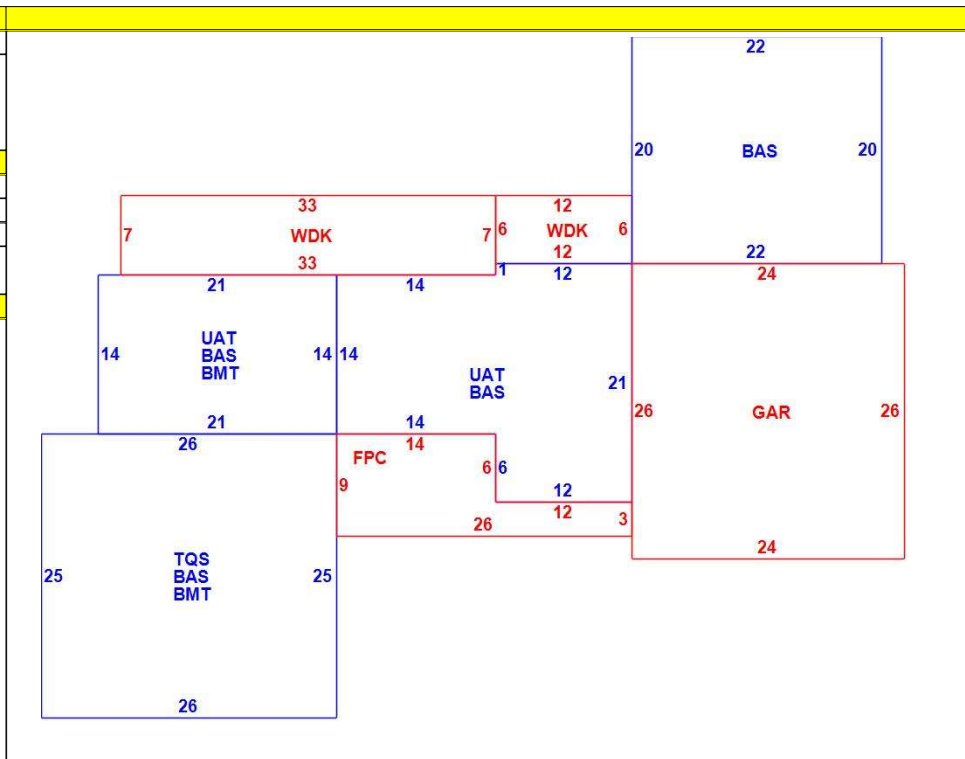 22
20 BAS 20
33 12
7 WDK 7 6 WDK 6
33 12 22
21 14 1 12 24
UAT
14 BAS 14 14
BMT
UAT 21
BAS
26 GAR 26
21 14
26 14
FPC 6 6
9 12
12 3
26
24
TQS
25 BAS 25
BMT
26